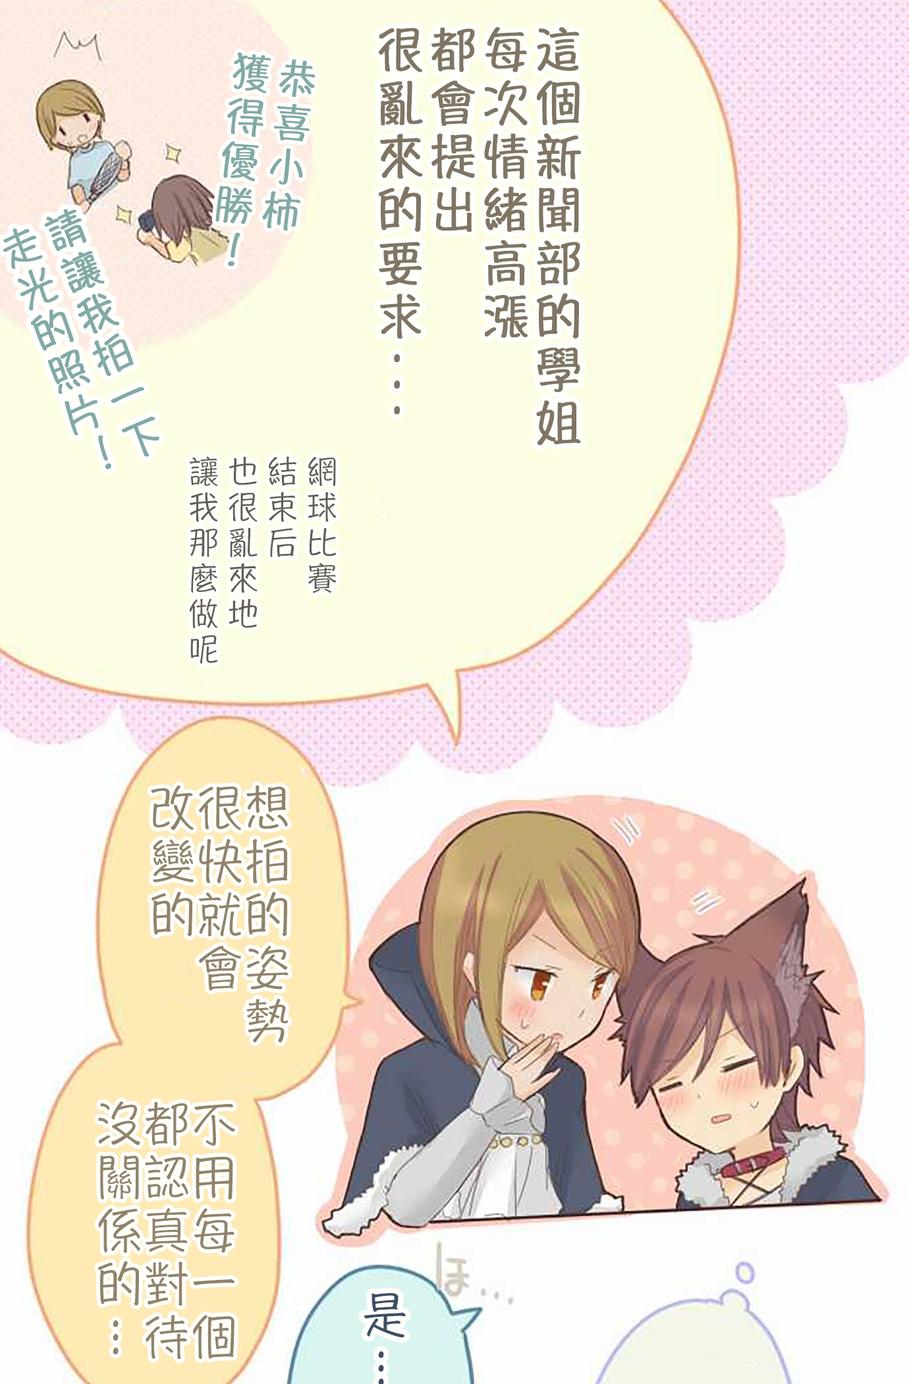 這個新聞部的學姐
每次情緒高漲
都會提出
很亂來的要求···
恭喜小柿
獲得優勝！
請讓我拍一下
走光的照片！
網球比賽
結束后
也很亂來地
讓我那麼做呢
想拍的姿勢
很快就會
改變的
不用每一個
都認真對待
沒關係的···
ほ...
是···